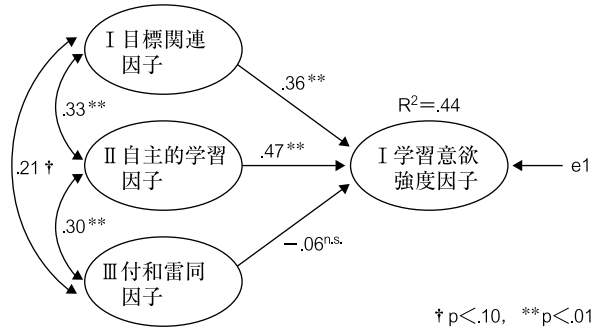 Ⅰ目標関連
因子
.36**
R²＝.44
.33**
.21†
Ⅱ自主的学習
因子
.47**
Ⅰ学習意欲
強度因子
e1
.30**
－.06n.s.
Ⅲ付和雷同
因子
† p＜.10, **p＜.01